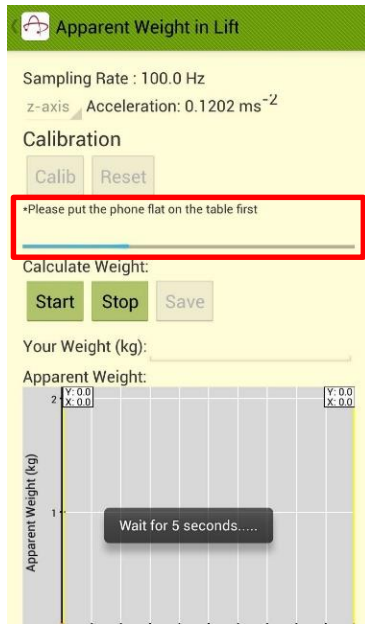 Apparent Weight in Lift
Sampling Rate : 100.0 Hz
z-axis Acceleration: 0.1202 ms⁻²
Calibration
Calib Reset
*Please put the phone flat on the table first
Calculate Weight:
Start Stop Save
Your Weight (kg):
Apparent Weight:
2 Y: 0.0 Y: 0.0
X: 0.0 X: 0.0
Apparent Weight (kg)
1
Wait for 5 seconds.....